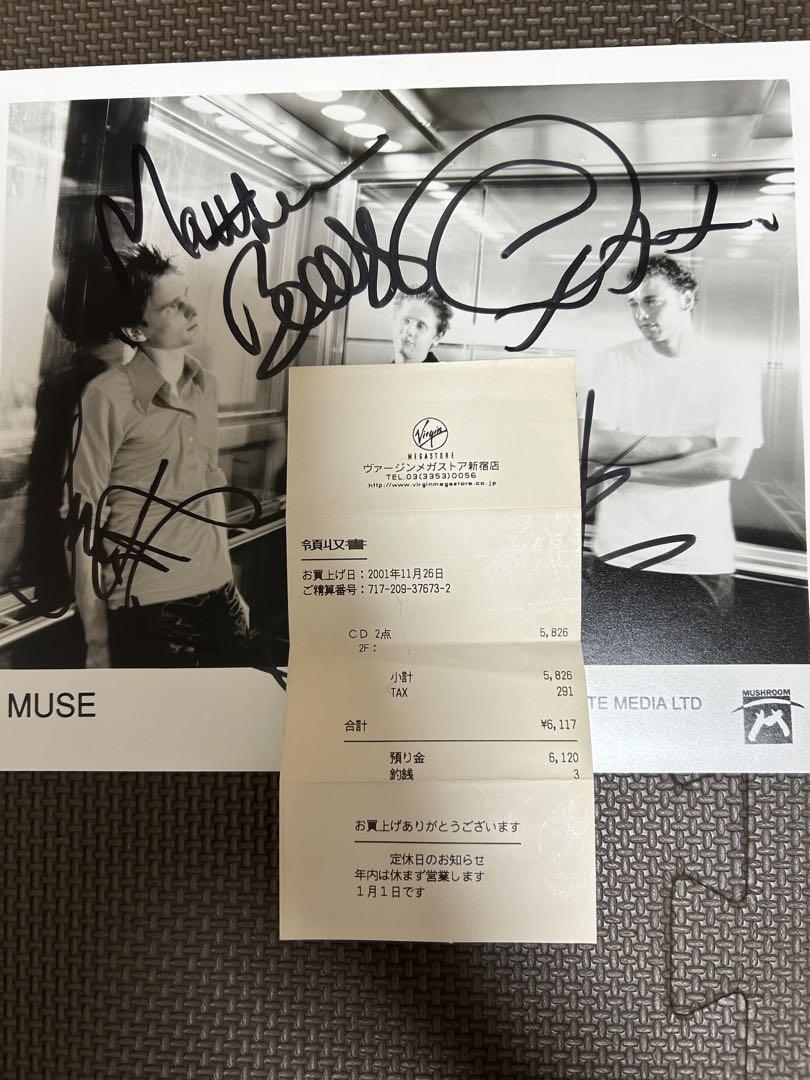 Matthew
Bellamy
MUSE
TE MEDIA LTD
MUSHROOM
Virgin
MEGASTORE
ヴァージンメガストア新宿店
TEL.03(3353)0056
http://www.virginmegastore.co.jp
領収書
お買上げ日：2001年11月26日
ご精算番号：717-209-37673-2
CD 2点 5,826
2F：
小計 5,826
TAX 291
合計 ¥6,117
預り金 6,120
釣銭 3
お買上げありがとうございます
定休日のお知らせ
年内は休まず営業します
1月1日です